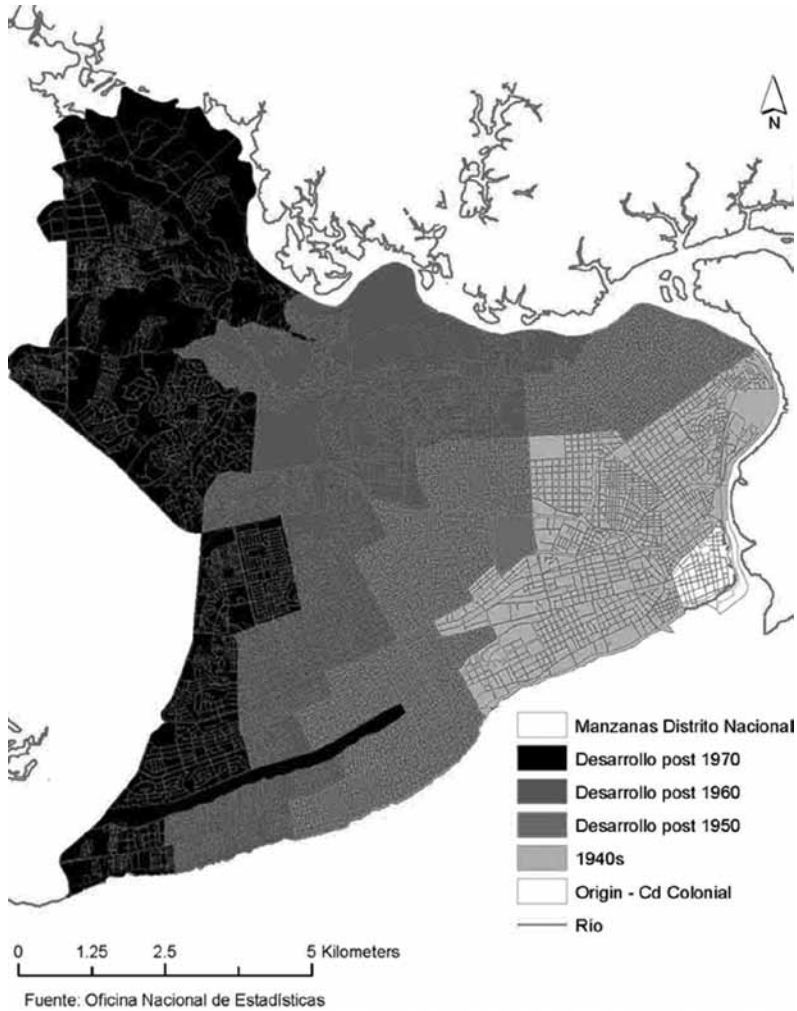 N
Manzanas Distrito Nacional
Desarrollo post 1970
Desarrollo post 1960
Desarrollo post 1950
1940s
Origin - Cd Colonial
Río
0 1.25 2.5 5 Kilometers
Fuente: Oficina Nacional de Estadísticas